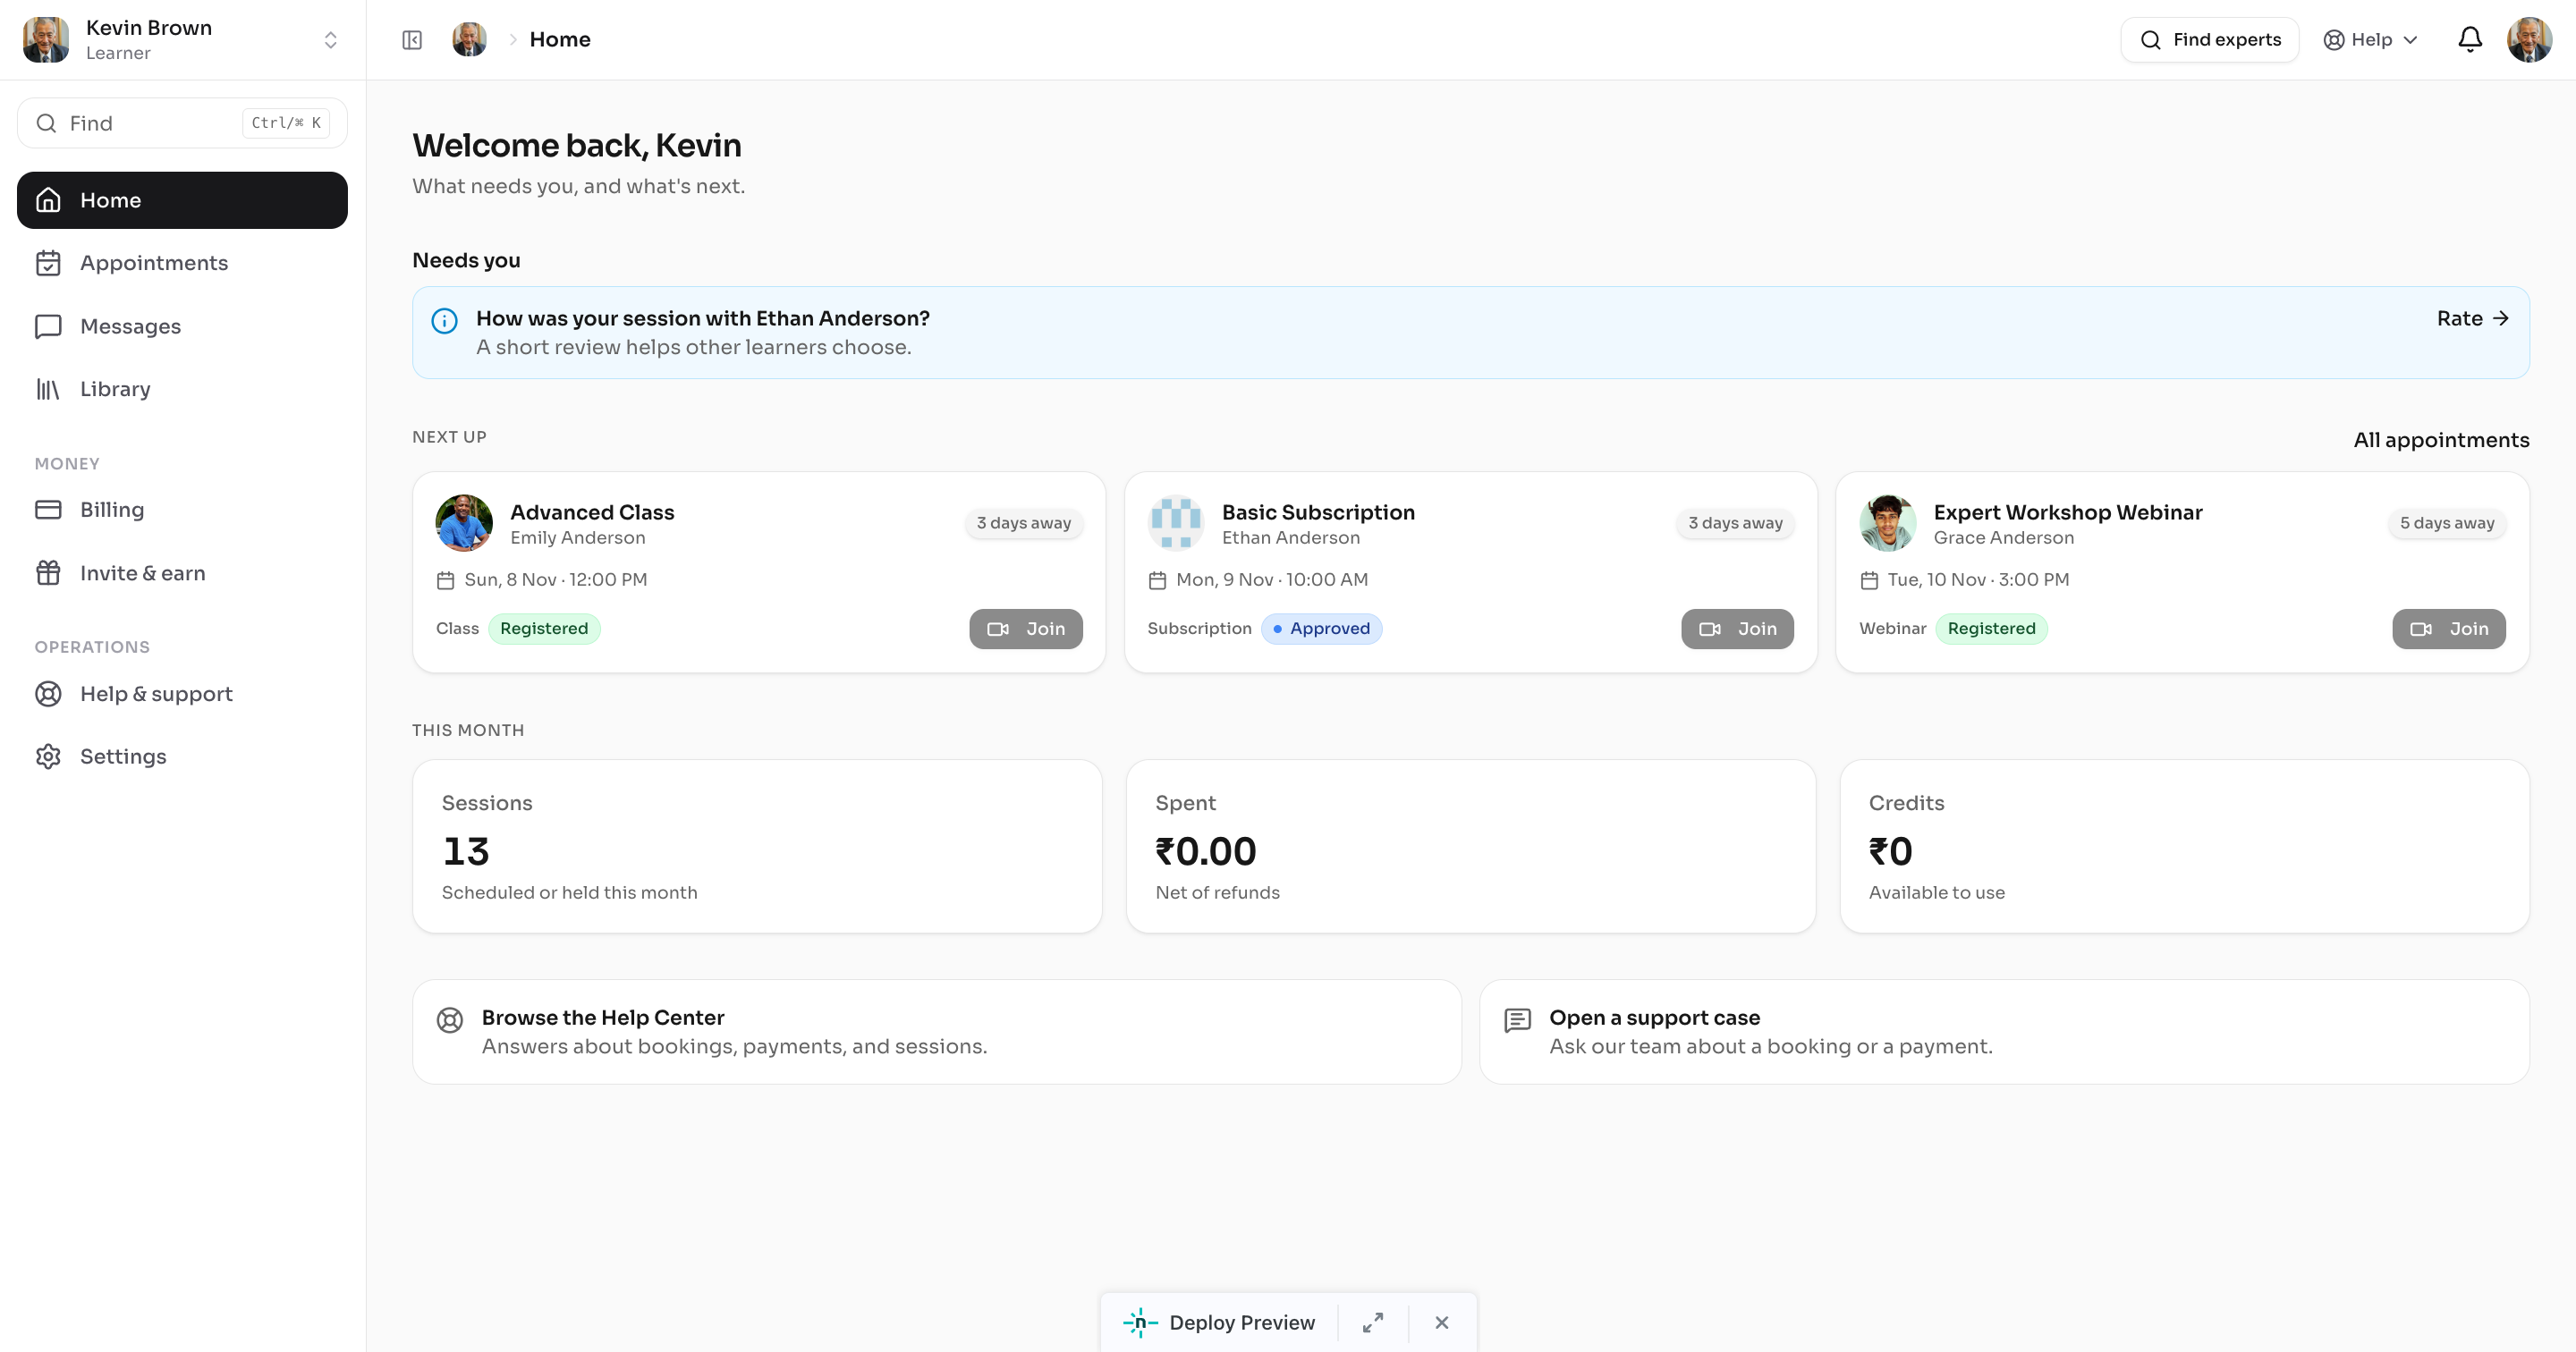 Kevin Brown
Learner
Home
Find experts
Help
Find
Ctrl/⌘ K
Home
Appointments
Messages
Library
MONEY
Billing
Invite & earn
OPERATIONS
Help & support
Settings
Welcome back, Kevin
What needs you, and what's next.
Needs you
How was your session with Ethan Anderson?
Rate →
A short review helps other learners choose.
NEXT UP
All appointments
Advanced Class
Emily Anderson
3 days away
Sun, 8 Nov · 12:00 PM
Class Registered
Join
Basic Subscription
Ethan Anderson
3 days away
Mon, 9 Nov · 10:00 AM
Subscription Approved
Join
Expert Workshop Webinar
Grace Anderson
5 days away
Tue, 10 Nov · 3:00 PM
Webinar Registered
Join
THIS MONTH
Sessions
13
Scheduled or held this month
Spent
₹0.00
Net of refunds
Credits
₹0
Available to use
Browse the Help Center
Answers about bookings, payments, and sessions.
Open a support case
Ask our team about a booking or a payment.
Deploy Preview